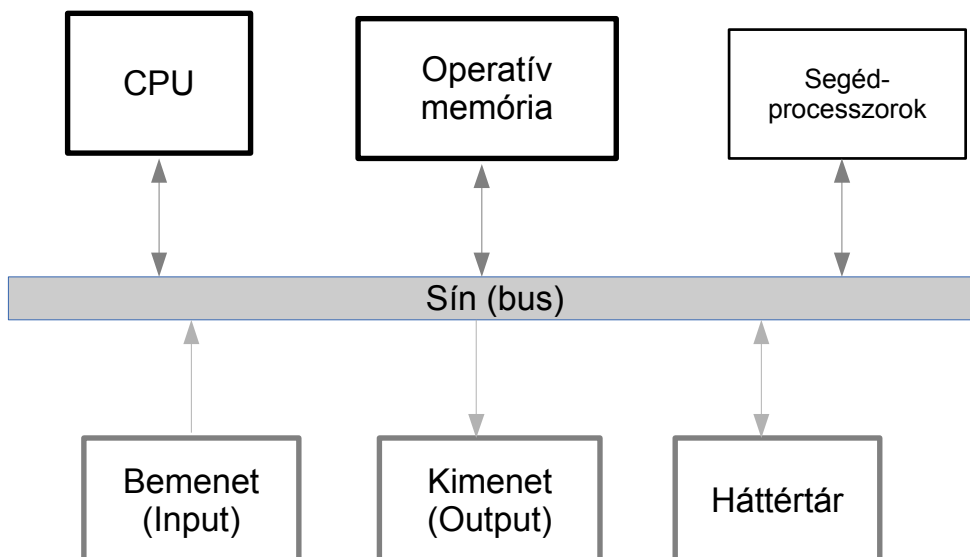 CPU
Operatív
memória
Segéd-
processzorok
Sín (bus)
Bemenet
(Input)
Kimenet
(Output)
Háttértár